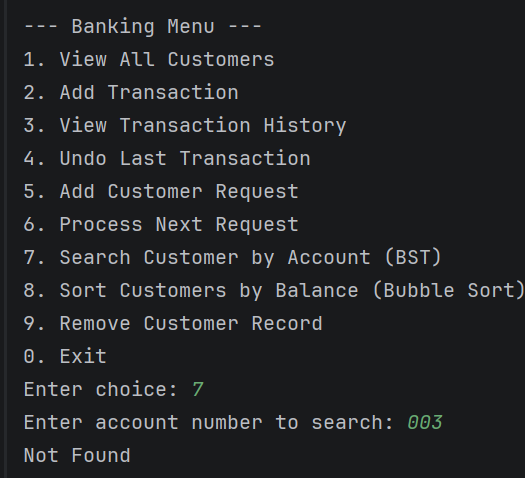 --- Banking Menu ---
1. View All Customers
2. Add Transaction
3. View Transaction History
4. Undo Last Transaction
5. Add Customer Request
6. Process Next Request
7. Search Customer by Account (BST)
8. Sort Customers by Balance (Bubble Sort)
9. Remove Customer Record
0. Exit
Enter choice: 7
Enter account number to search: 003
Not Found